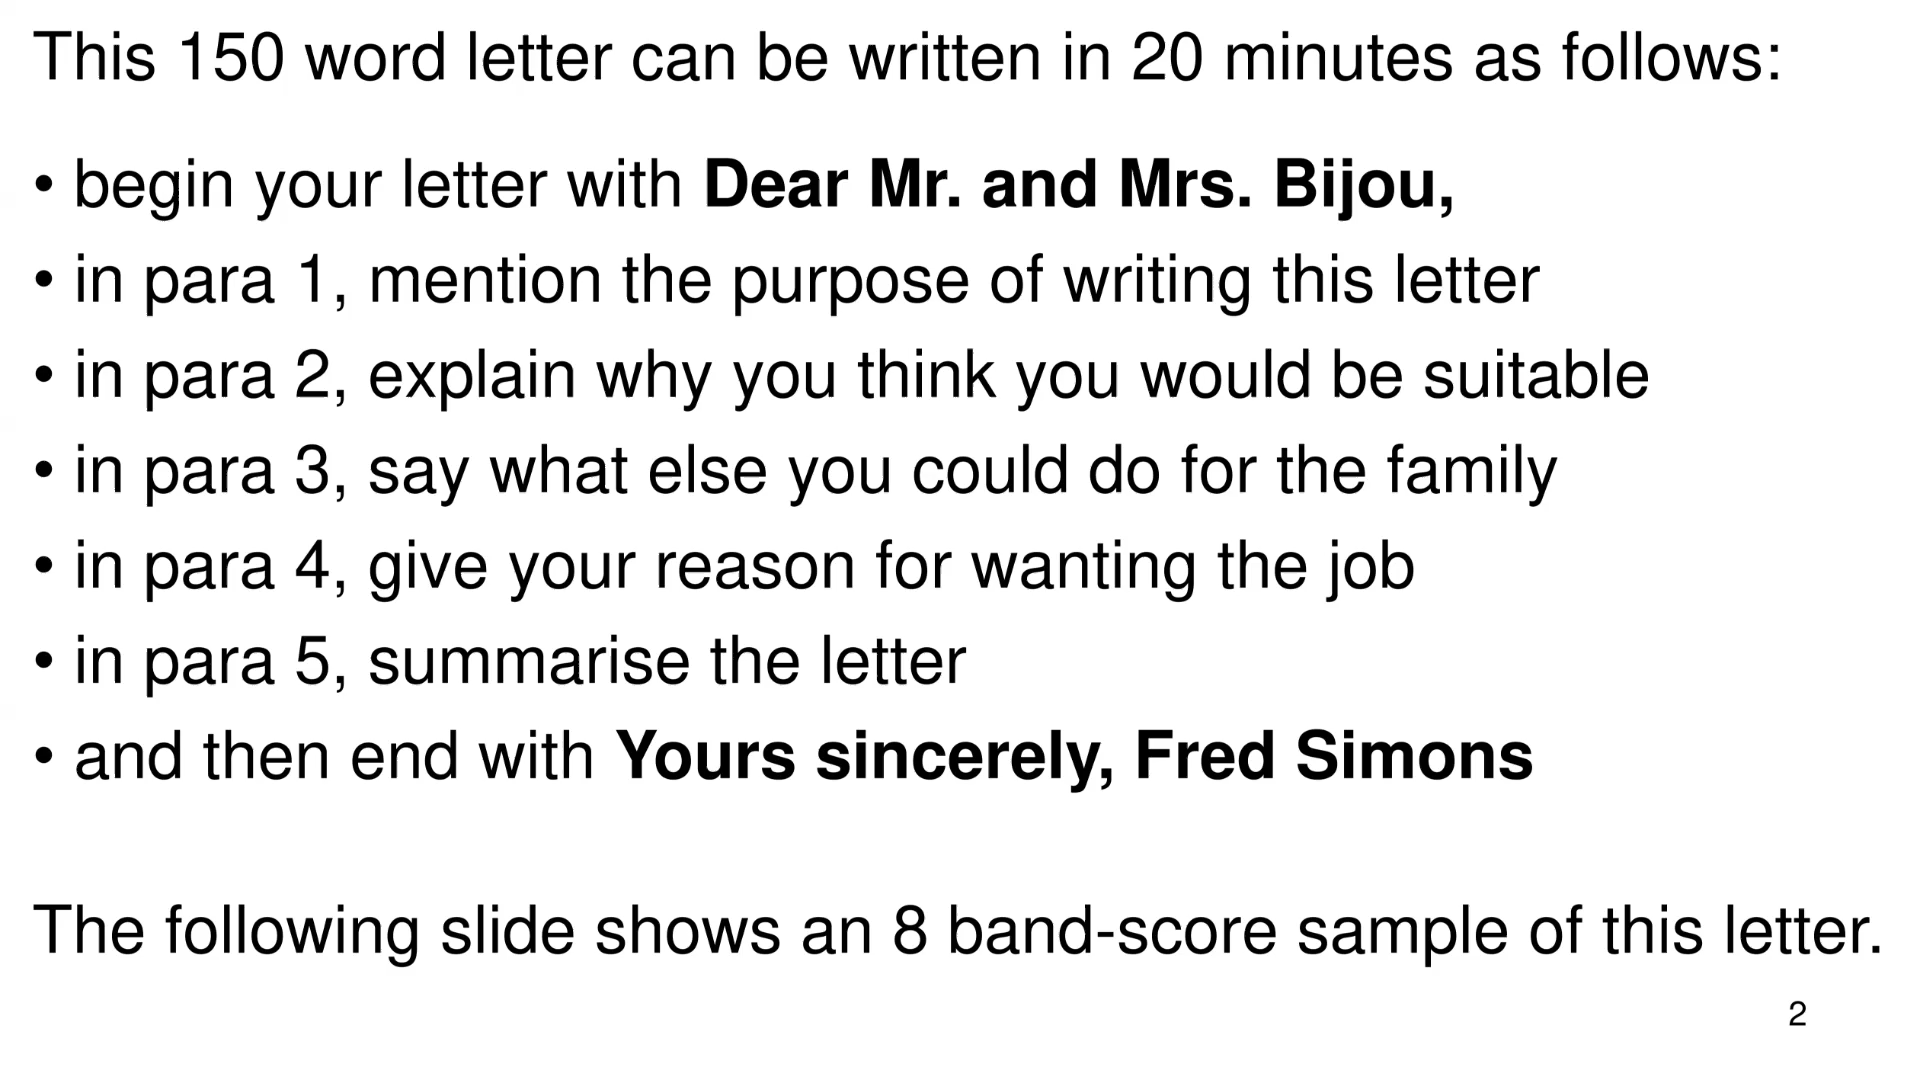 This 150 word letter can be written in 20 minutes as follows:
• begin your letter with Dear Mr. and Mrs. Bijou,
• in para 1, mention the purpose of writing this letter
• in para 2, explain why you think you would be suitable
• in para 3, say what else you could do for the family
• in para 4, give your reason for wanting the job
• in para 5, summarise the letter
• and then end with Yours sincerely, Fred Simons
The following slide shows an 8 band-score sample of this letter.
2